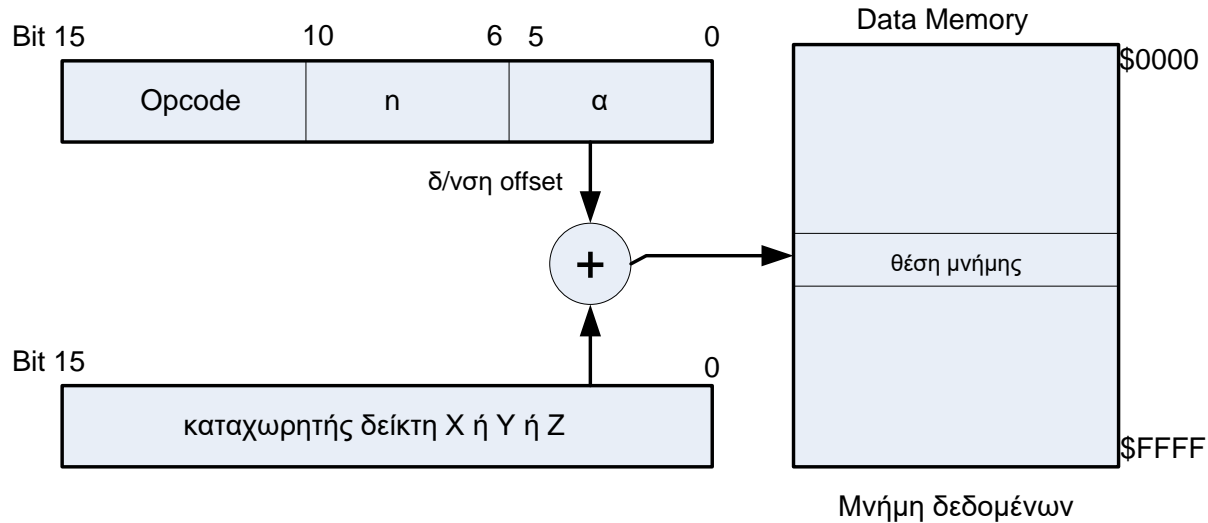 Data Memory
Bit 15 10 6 5 0
$0000
Opcode n α
δ/νση offset
+
θέση μνήμης
Bit 15 0
καταχωρητής δείκτη X ή Y ή Z
$FFFF
Μνήμη δεδομένων